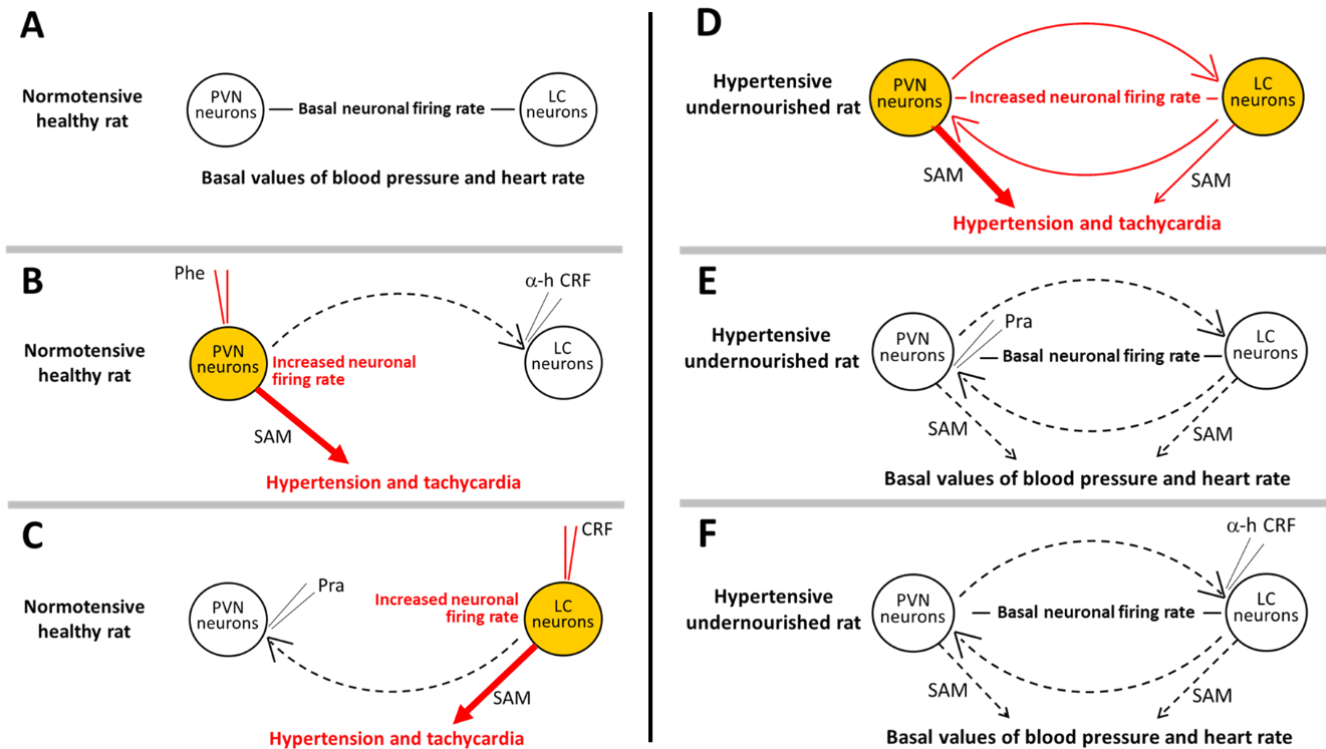 A
Normotensive
healthy rat
PVN
neurons
Basal neuronal firing rate
LC
neurons
Basal values of blood pressure and heart rate
B
Phe
α-h CRF
Normotensive
healthy rat
PVN
neurons
Increased neuronal
firing rate
LC
neurons
SAM
Hypertension and tachycardia
C
CRF
Pra
Normotensive
healthy rat
PVN
neurons
Increased neuronal
firing rate
LC
neurons
SAM
Hypertension and tachycardia
D
Hypertensive
undernourished rat
PVN
neurons
Increased neuronal firing rate
LC
neurons
SAM
SAM
Hypertension and tachycardia
E
Hypertensive
undernourished rat
PVN
neurons
Pra
Basal neuronal firing rate
LC
neurons
SAM
SAM
Basal values of blood pressure and heart rate
F
α-h CRF
Hypertensive
undernourished rat
PVN
neurons
Basal neuronal firing rate
LC
neurons
SAM
SAM
Basal values of blood pressure and heart rate